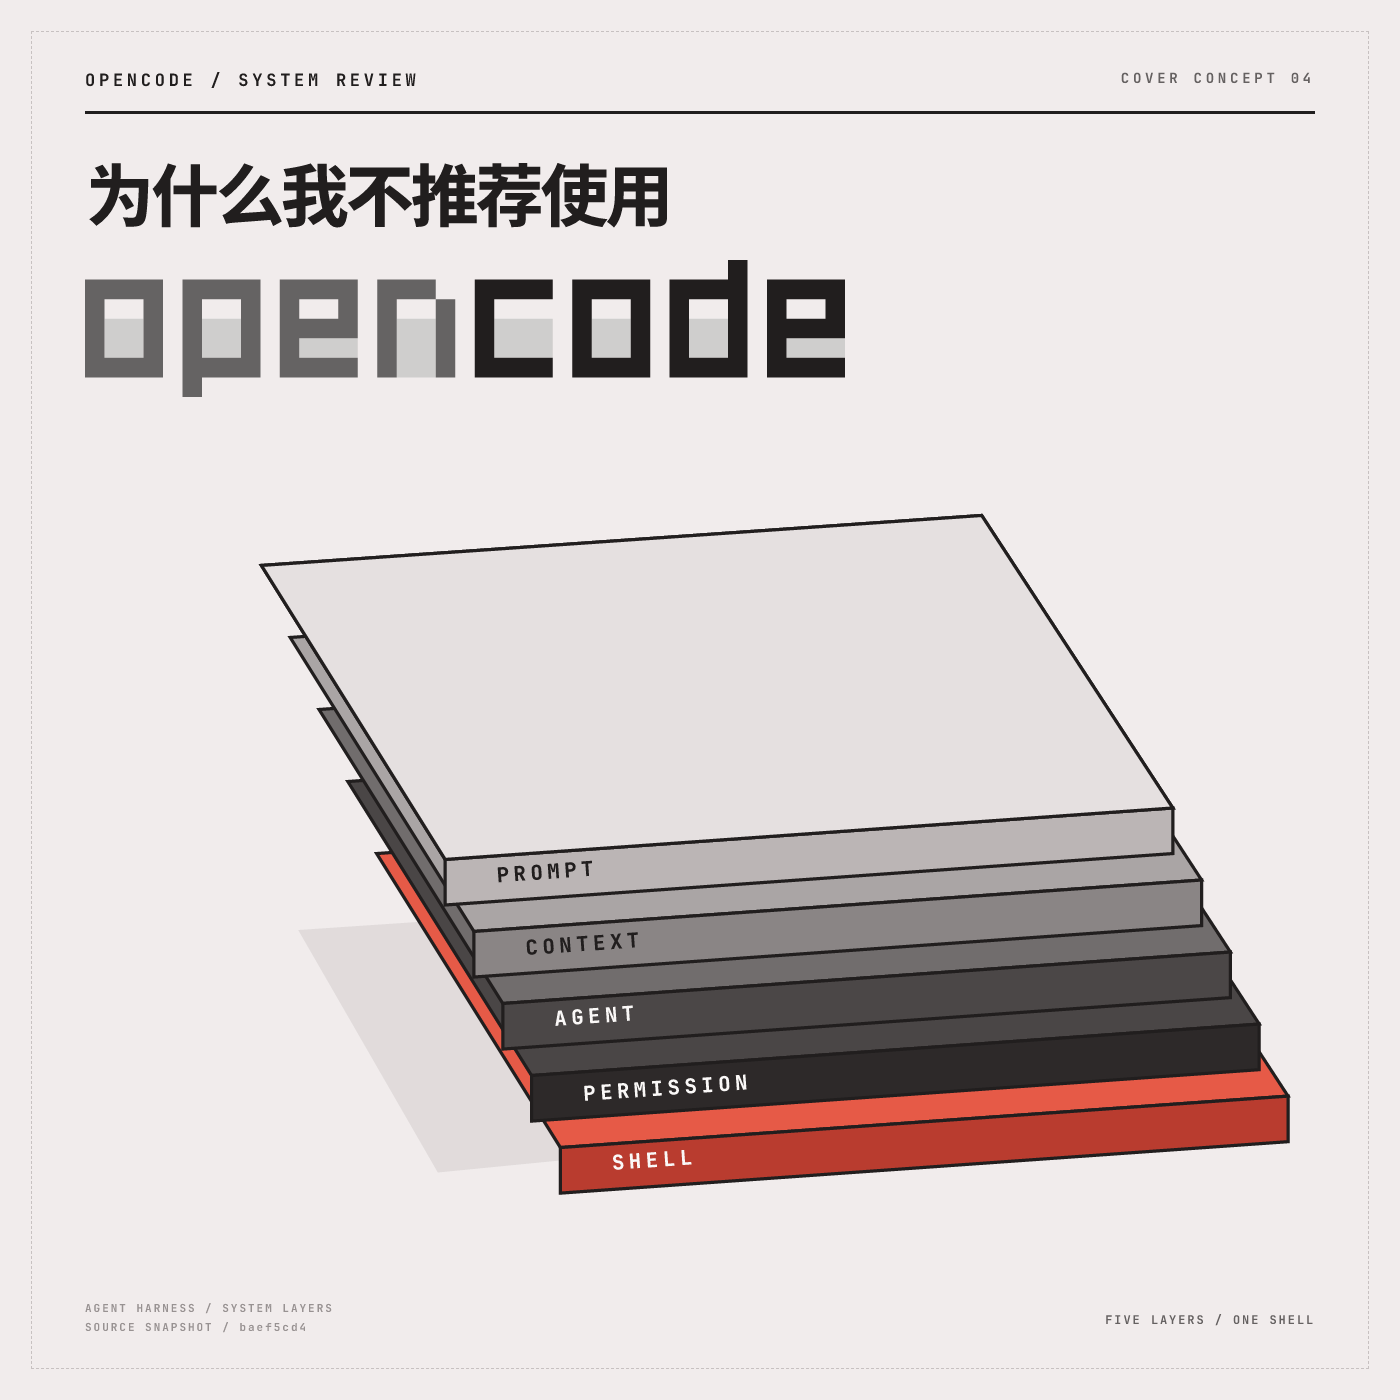 OPENCODE / SYSTEM REVIEW
COVER CONCEPT 04
为什么我不推荐使用
opencode
PROMPT
CONTEXT
AGENT
PERMISSION
SHELL
AGENT HARNESS / SYSTEM LAYERS
SOURCE SNAPSHOT / baef5cd4
FIVE LAYERS / ONE SHELL